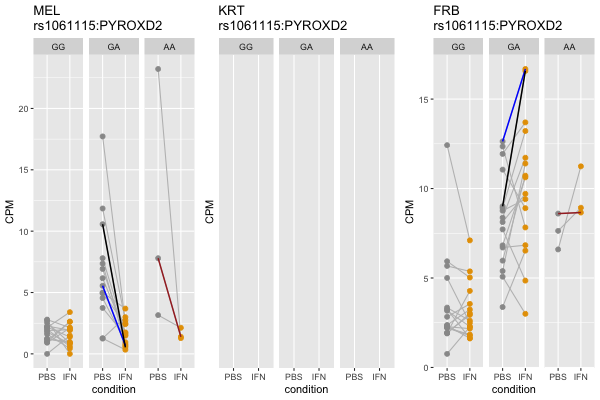 MEL
rs1061115:PYROXD2
GG GA AA
CPM
20
15
10
5
0
PBS IFN PBS IFN PBS IFN
condition
KRT
rs1061115:PYROXD2
GG GA AA
CPM
PBS IFN PBS IFN PBS IFN
condition
FRB
rs1061115:PYROXD2
GG GA AA
CPM
15
10
5
0
PBS IFN PBS IFN PBS IFN
condition